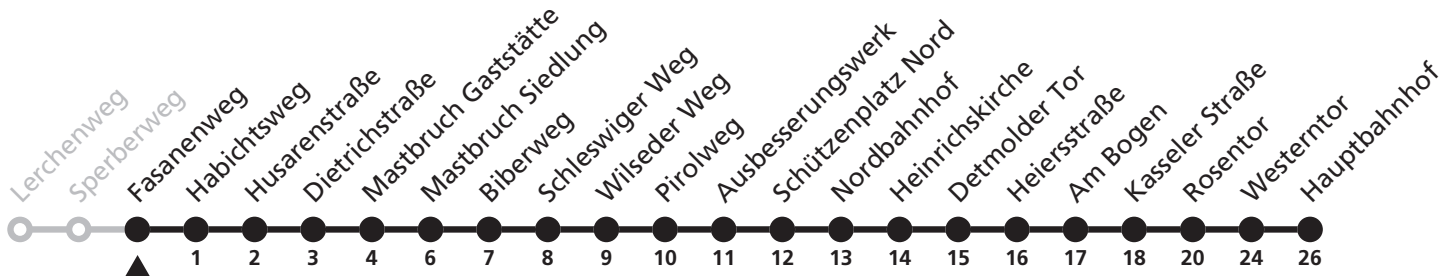 Lerchenweg
Sperberweg
Fasanenweg
Habichtsweg
Husarenstraße
Dietrichstraße
Mastbruch Gaststätte
Mastbruch Siedlung
Biberweg
Schleswiger Weg
Wilseder Weg
Pirolweg
Ausbesserungswerk
Schützenplatz Nord
Nordbahnhof
Heinrichskirche
Detmolder Tor
Heiersstraße
Am Bogen
Kasseler Straße
Rosentor
Westerntor
Hauptbahnhof
1 2 3 4 6 7 8 9 10 11 12 13 14 15 16 17 18 20 24 26